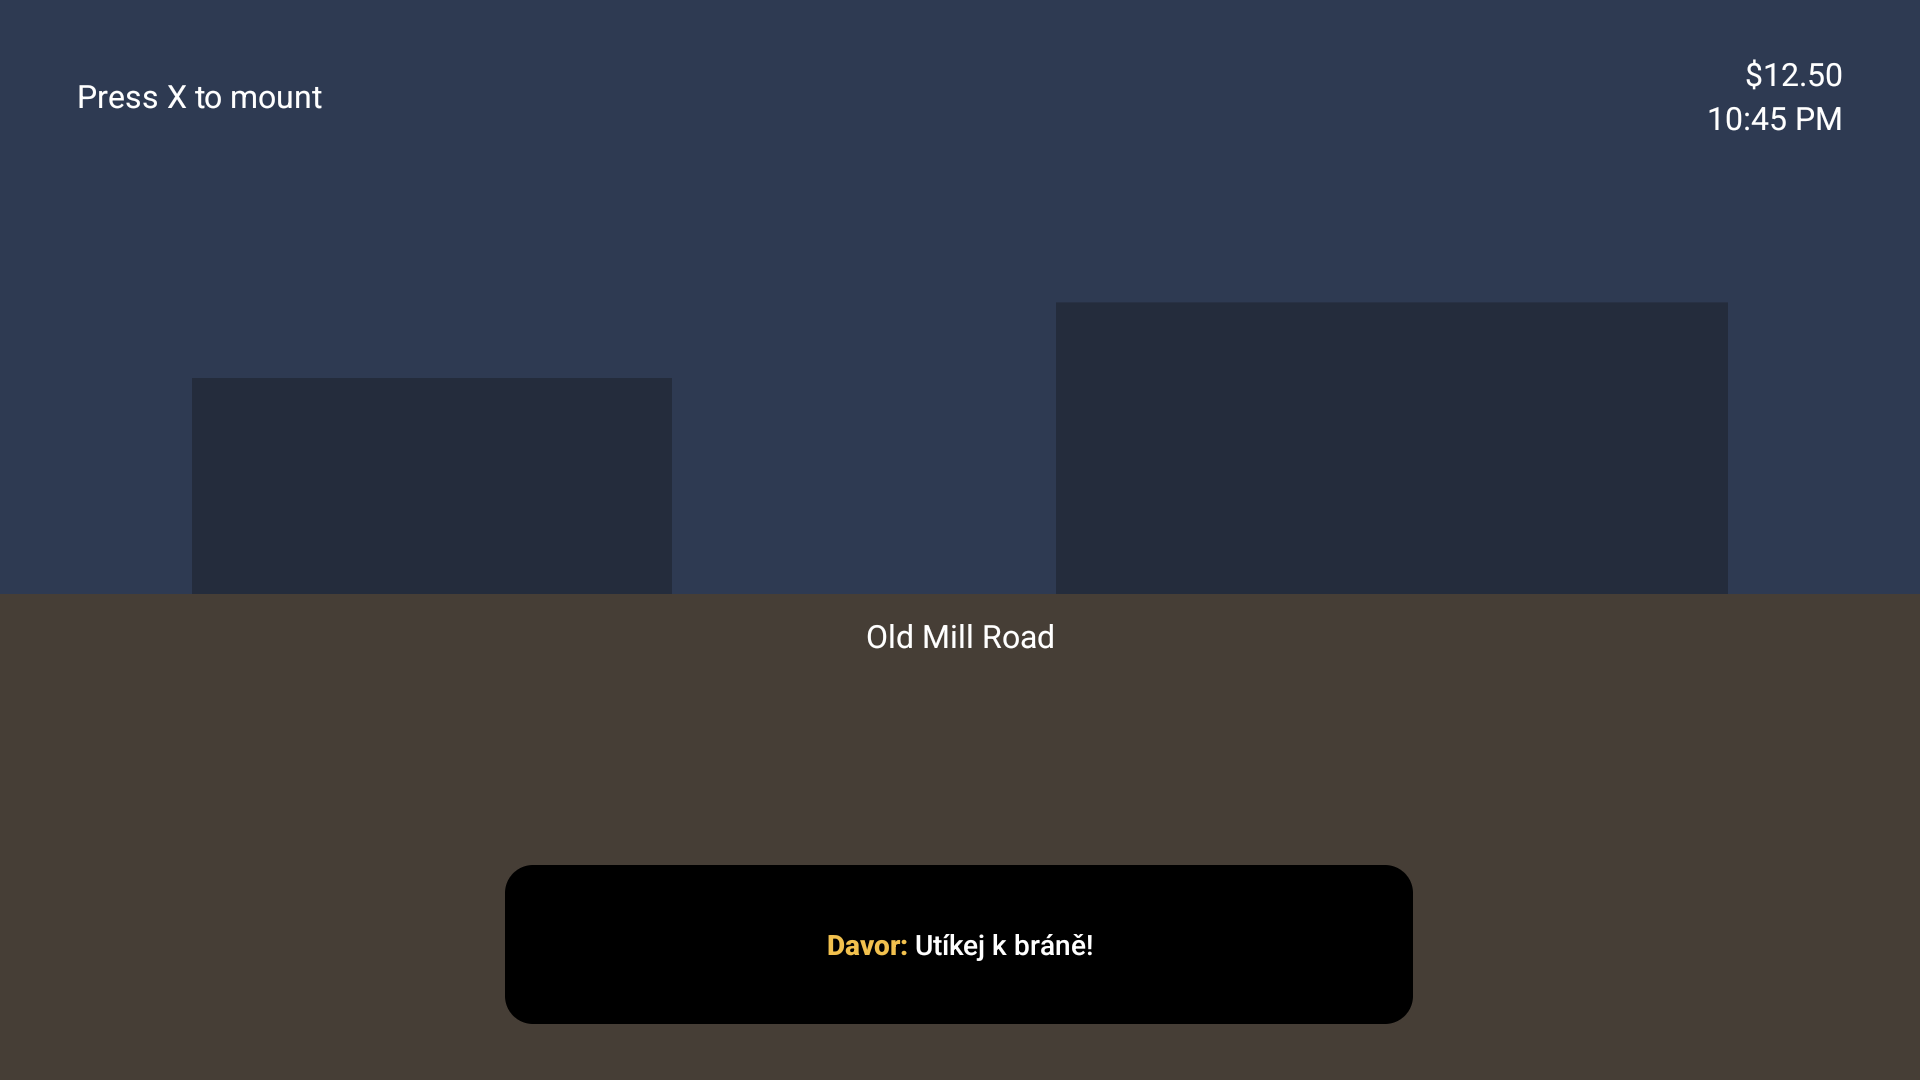 Press X to mount
$12.50
10:45 PM
Old Mill Road
Davor: Utíkej k bráně!